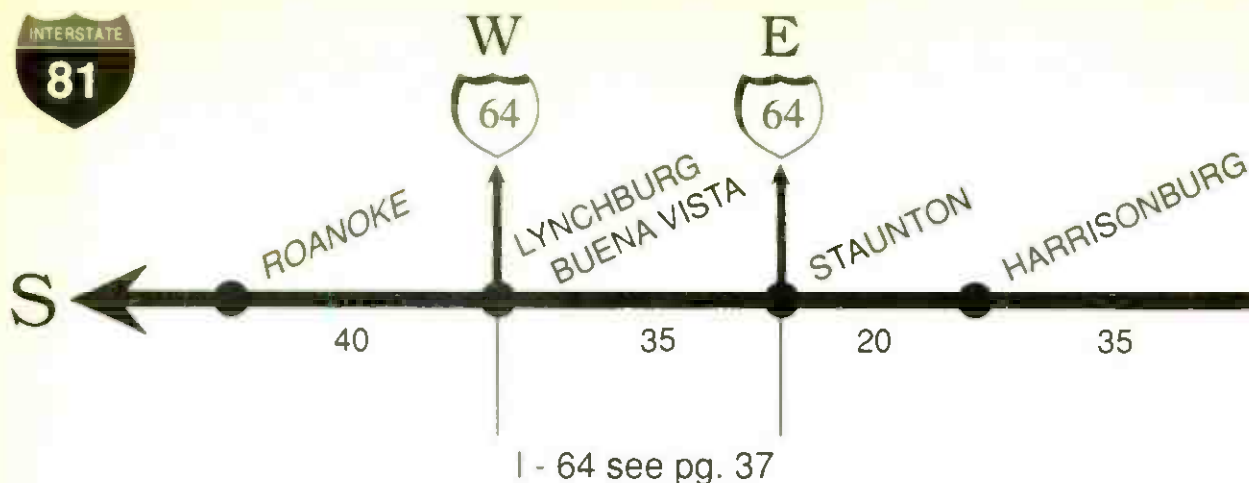 INTERSTATE
81
W
E
64
64
ROANOKE
LYNCHBURG
BUENA VISTA
STAUNTON
HARRISONBURG
S
40
35
20
35
I - 64 see pg. 37